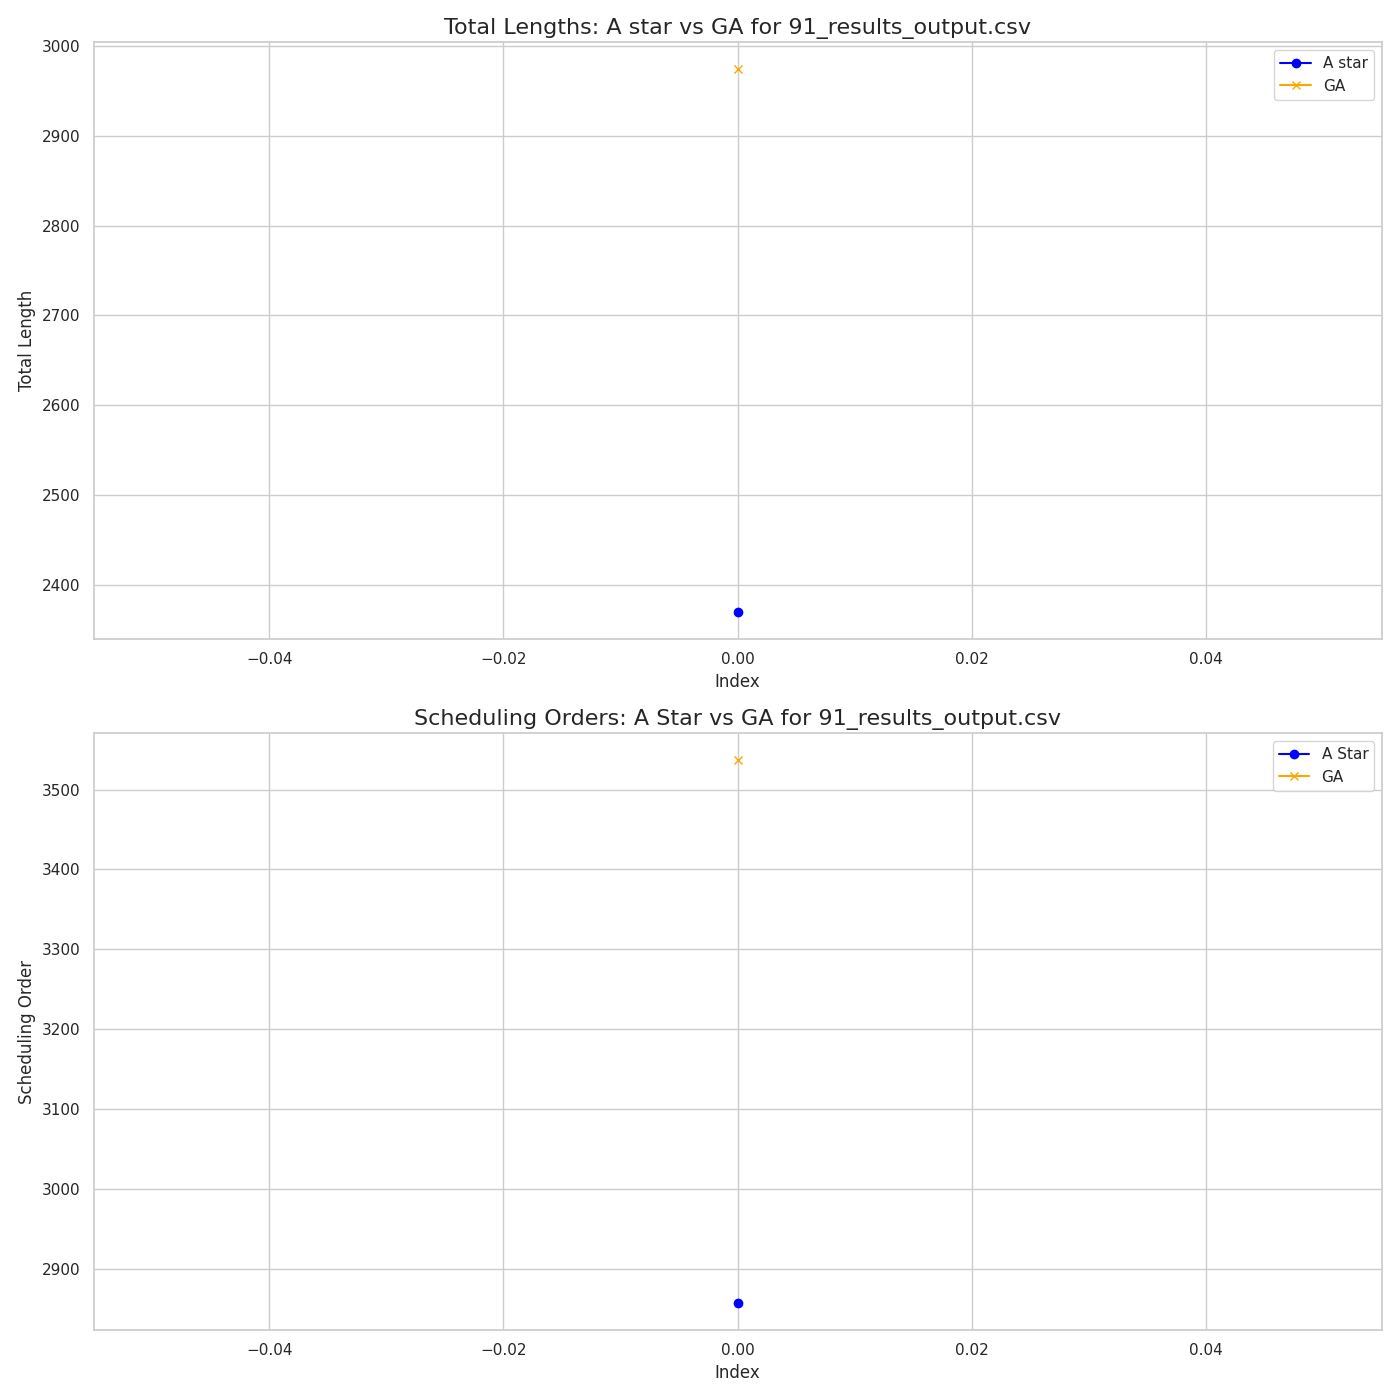 Total Lengths: A star vs GA for 91_results_output.csv
3000
2900
2800
2700
2600
2500
2400
Total Length
A star
GA
−0.04
−0.02
0.00
0.02
0.04
Index
Scheduling Orders: A Star vs GA for 91_results_output.csv
3500
3400
3300
3200
3100
3000
2900
Scheduling Order
A Star
GA
−0.04
−0.02
0.00
0.02
0.04
Index